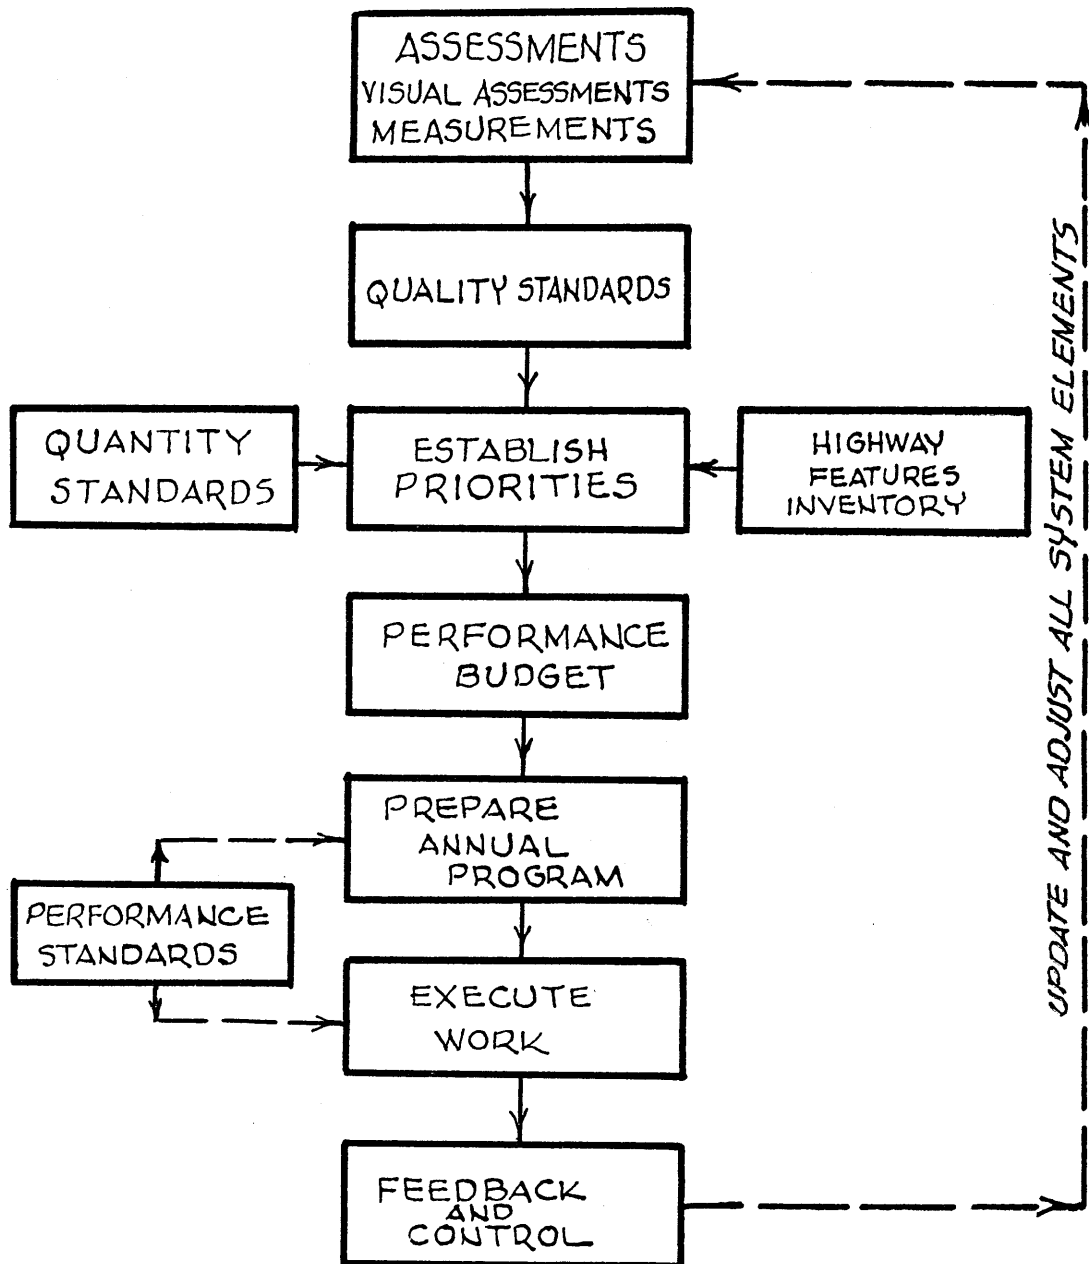 ASSESSMENTS
VISUAL ASSESSMENTS
MEASUREMENTS
QUALITY STANDARDS
QUANTITY
STANDARDS
ESTABLISH
PRIORITIES
HIGHWAY
FEATURES
INVENTORY
PERFORMANCE
BUDGET
PREPARE
ANNUAL
PROGRAM
PERFORMANCE
STANDARDS
EXECUTE
WORK
FEEDBACK
AND
CONTROL
UPDATE AND ADJUST ALL SYSTEM ELEMENTS